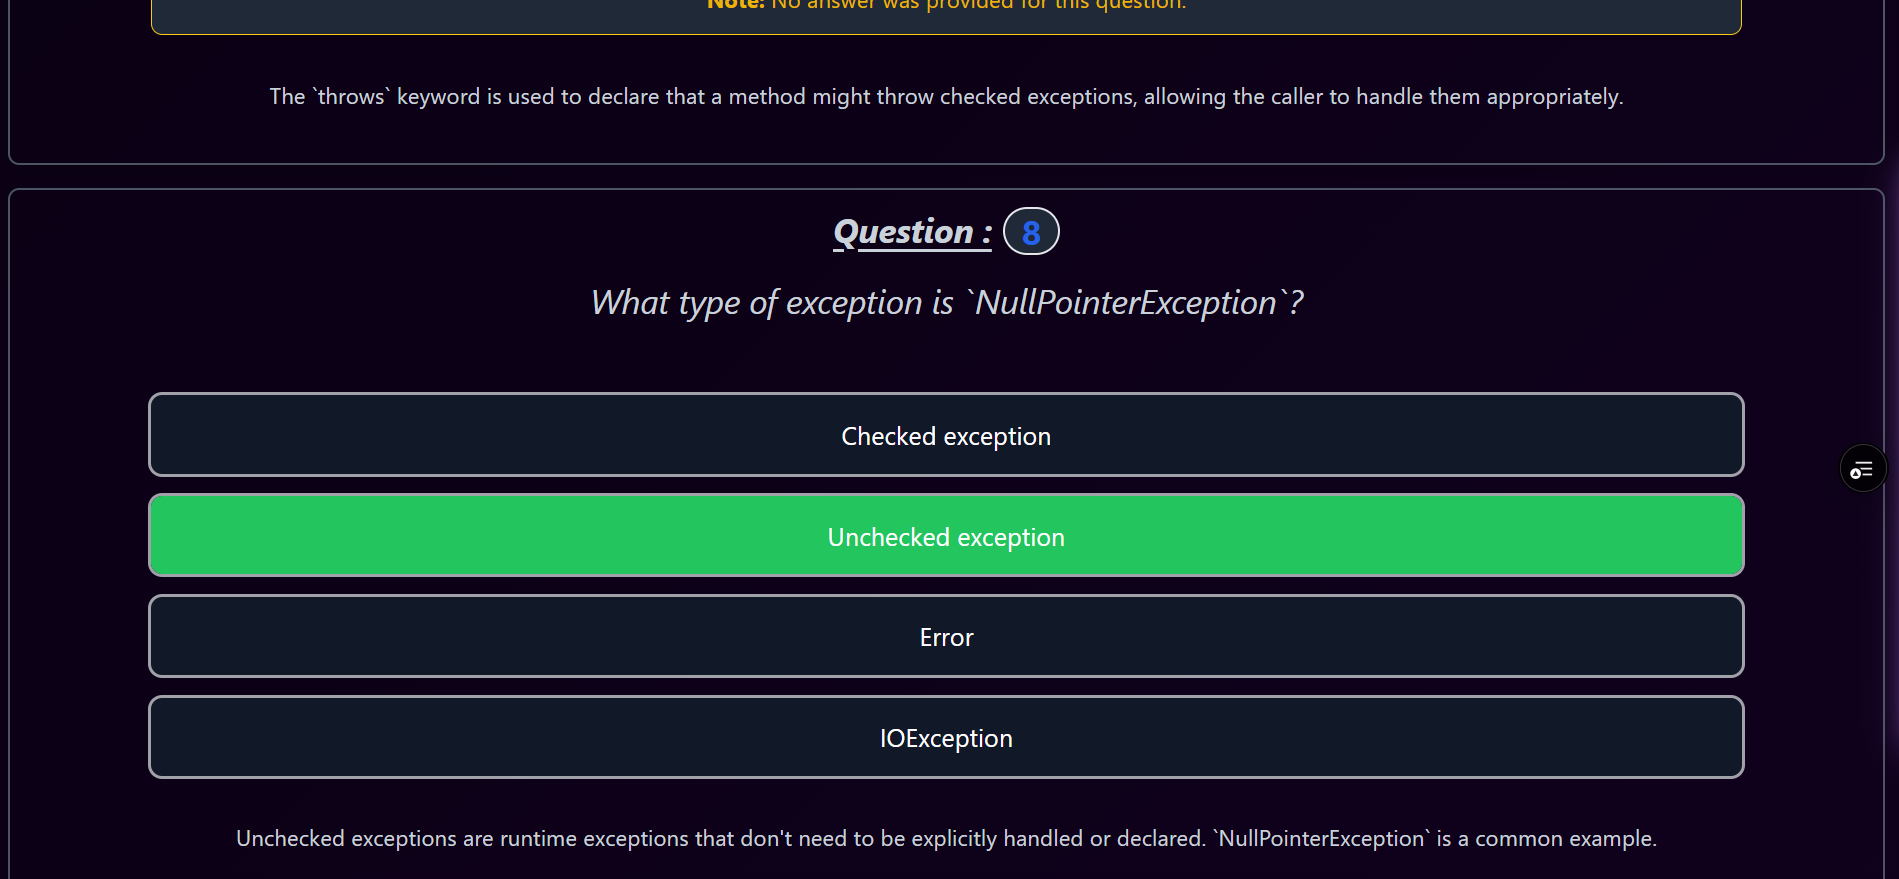 Note: No answer was provided for this question.
The `throws` keyword is used to declare that a method might throw checked exceptions, allowing the caller to handle them appropriately.
Question : 8
What type of exception is `NullPointerException`?
Checked exception
Unchecked exception
Error
IOException
Unchecked exceptions are runtime exceptions that don't need to be explicitly handled or declared. `NullPointerException` is a common example.